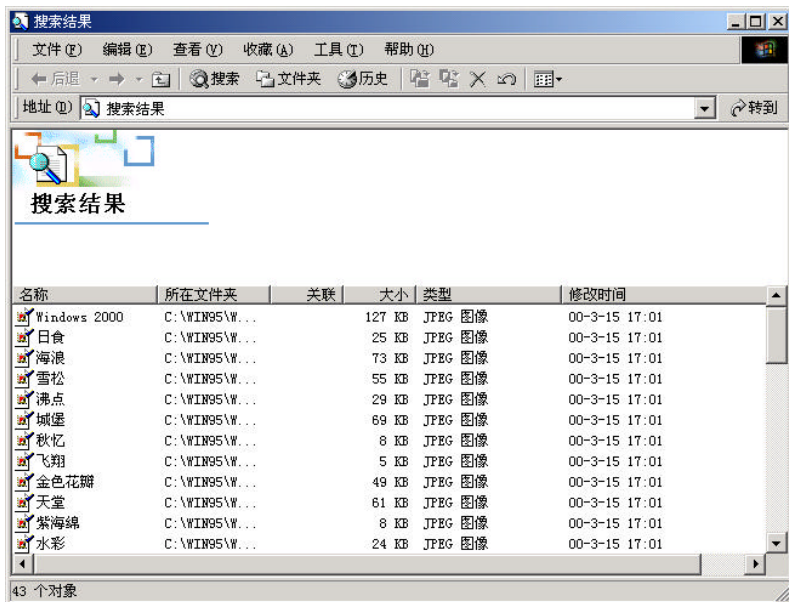 搜索结果
文件(F) 编辑(E) 查看(V) 收藏(A) 工具(T) 帮助(H)
后退 搜索 文件夹 历史
地址(D) 搜索结果 转到
搜索结果
名称 所在文件夹 关联 大小 类型 修改时间
Windows 2000 C:\WIN95\W... 127 KB JPEG 图像 00-3-15 17:01
日食 C:\WIN95\W... 25 KB JPEG 图像 00-3-15 17:01
海浪 C:\WIN95\W... 73 KB JPEG 图像 00-3-15 17:01
雪松 C:\WIN95\W... 55 KB JPEG 图像 00-3-15 17:01
沸点 C:\WIN95\W... 29 KB JPEG 图像 00-3-15 17:01
城堡 C:\WIN95\W... 69 KB JPEG 图像 00-3-15 17:01
秋忆 C:\WIN95\W... 8 KB JPEG 图像 00-3-15 17:01
飞翔 C:\WIN95\W... 5 KB JPEG 图像 00-3-15 17:01
金色花瓣 C:\WIN95\W... 49 KB JPEG 图像 00-3-15 17:01
天堂 C:\WIN95\W... 61 KB JPEG 图像 00-3-15 17:01
紫海绵 C:\WIN95\W... 8 KB JPEG 图像 00-3-15 17:01
水彩 C:\WIN95\W... 24 KB JPEG 图像 00-3-15 17:01
43 个对象